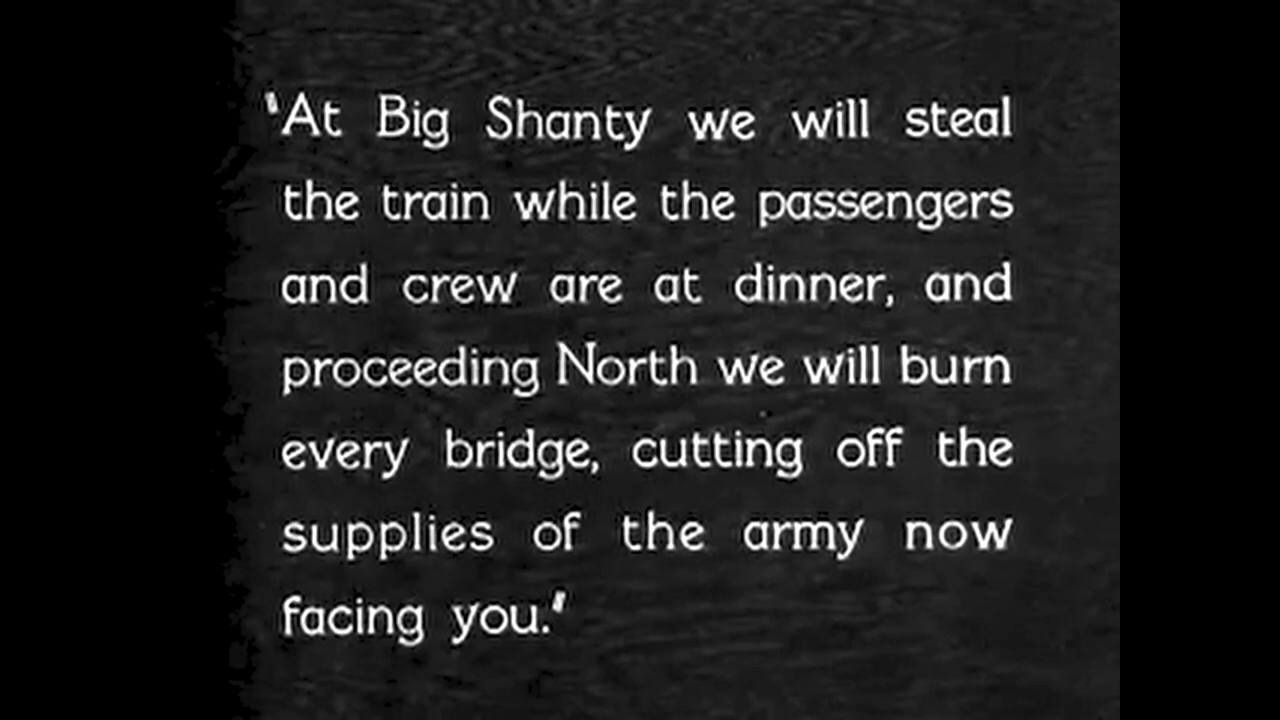 "At Big Shanty we will steal
the train while the passengers
and crew are at dinner, and
proceeding North we will burn
every bridge, cutting off the
supplies of the army now
facing you."